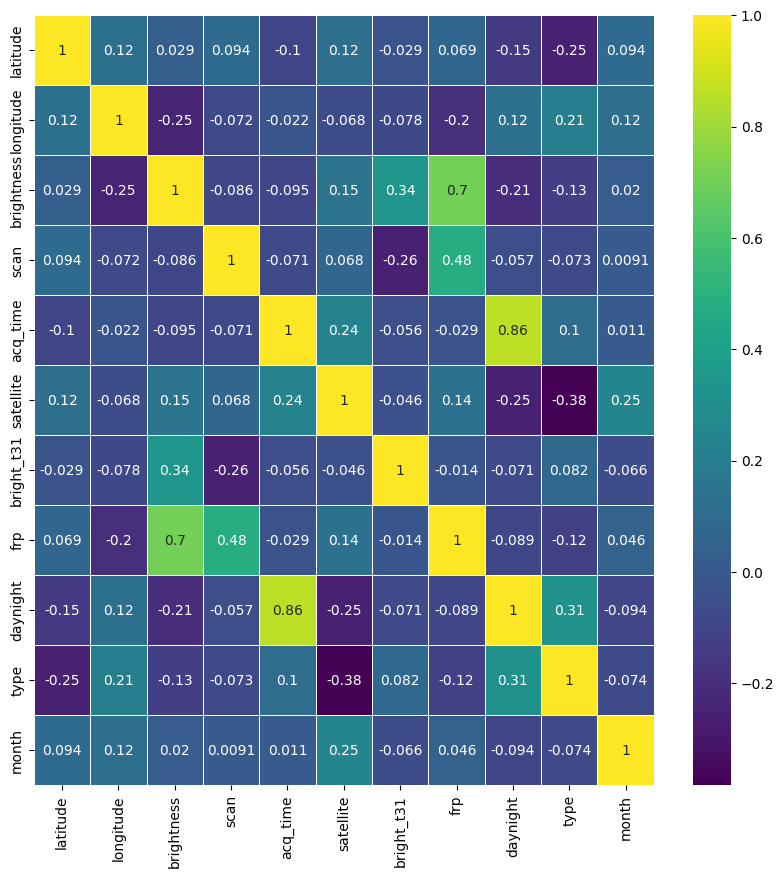 latitude 1 0.12 0.029 0.094 -0.1 0.12 -0.029 0.069 -0.15 -0.25 0.094
longitude 0.12 1 -0.25 -0.072 -0.022 -0.068 -0.078 -0.2 0.12 0.21 0.12
brightness 0.029 -0.25 1 -0.086 -0.095 0.15 0.34 0.7 -0.21 -0.13 0.02
scan 0.094 -0.072 -0.086 1 -0.071 0.068 -0.26 0.48 -0.057 -0.073 0.0091
acq_time -0.1 -0.022 -0.095 -0.071 1 0.24 -0.056 -0.029 0.86 0.1 0.011
satellite 0.12 -0.068 0.15 0.068 0.24 1 -0.046 0.14 -0.25 -0.38 0.25
bright_t31 -0.029 -0.078 0.34 -0.26 -0.056 -0.046 1 -0.014 -0.071 0.082 -0.066
frp 0.069 -0.2 0.7 0.48 -0.029 0.14 -0.014 1 -0.089 -0.12 0.046
daynight -0.15 0.12 -0.21 -0.057 0.86 -0.25 -0.071 -0.089 1 0.31 -0.094
type -0.25 0.21 -0.13 -0.073 0.1 -0.38 0.082 -0.12 0.31 1 -0.074
month 0.094 0.12 0.02 0.0091 0.011 0.25 -0.066 0.046 -0.094 -0.074 1
latitude longitude brightness scan acq_time satellite bright_t31 frp daynight type month
1.0
0.8
0.6
0.4
0.2
0.0
−0.2